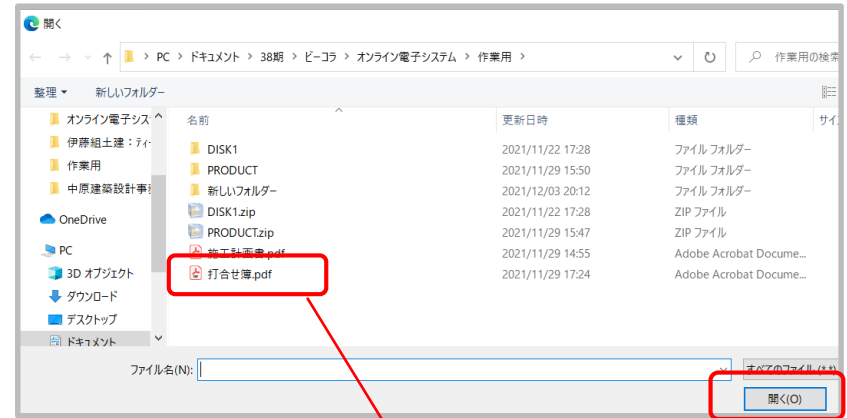 開く
PC > ドキュメント > 38期 > ビーコラ > オンライン電子システム > 作業用 >
作業用の検索
整理 新しいフォルダー
名前 更新日時 種類 サイ
オンライン電子シス
伊藤組土建：ティ
作業用
中原建築設計事
OneDrive
PC
3D オブジェクト
ダウンロード
デスクトップ
ドキュメント
DISK1 2021/11/22 17:28 ファイル フォルダー
PRODUCT 2021/11/29 15:50 ファイル フォルダー
新しいフォルダー 2021/12/03 20:12 ファイル フォルダー
DISK1.zip 2021/11/22 17:28 ZIP ファイル
PRODUCT.zip 2021/11/29 15:47 ZIP ファイル
施工計画書.pdf 2021/11/29 14:55 Adobe Acrobat Docume...
打合せ簿.pdf 2021/11/29 17:24 Adobe Acrobat Docume...
ファイル名(N):
すべてのファイル (*.*)
開く(O)